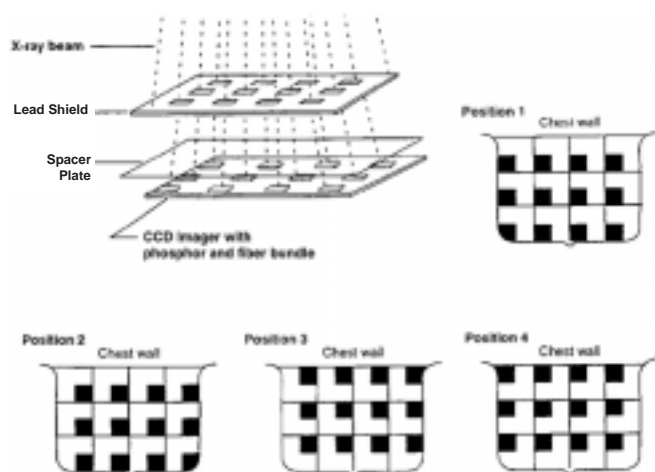 X-ray beam
Lead Shield
Spacer
Plate
CCD Imager with
phosphor and fiber bundle
Position 1
Chest wall
Position 2
Chest wall
Position 3
Chest wall
Position 4
Chest wall